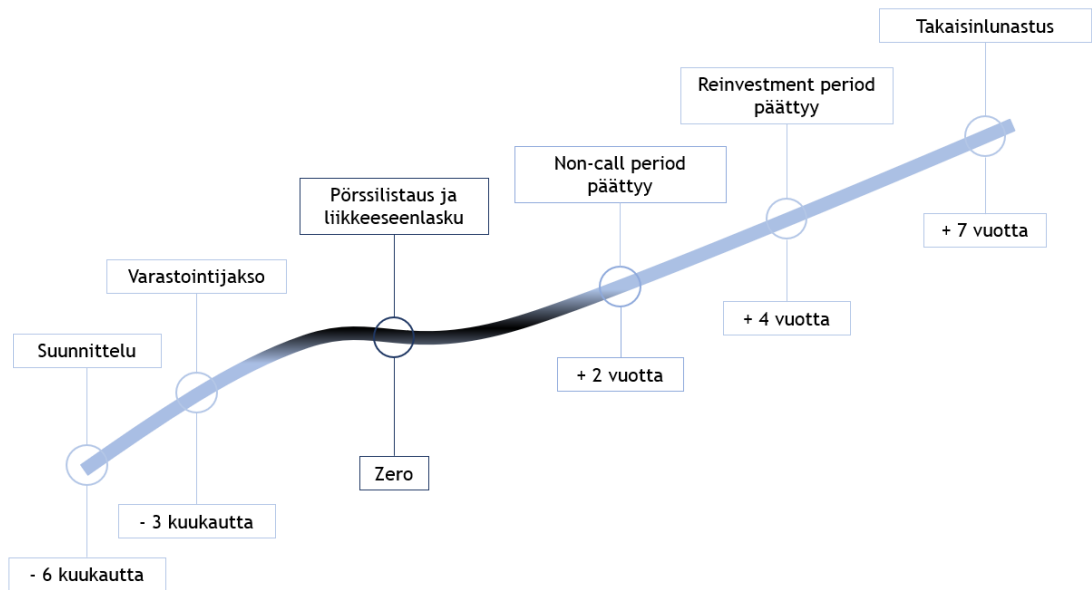 Takaisinlunastus
Reinvestment period
päättyy
Non-call period
päättyy
Pörssilistaus ja
liikkeeseenlasku
Varastointijakso
Suunnittelu
+ 7 vuotta
+ 4 vuotta
+ 2 vuotta
Zero
- 3 kuukautta
- 6 kuukautta